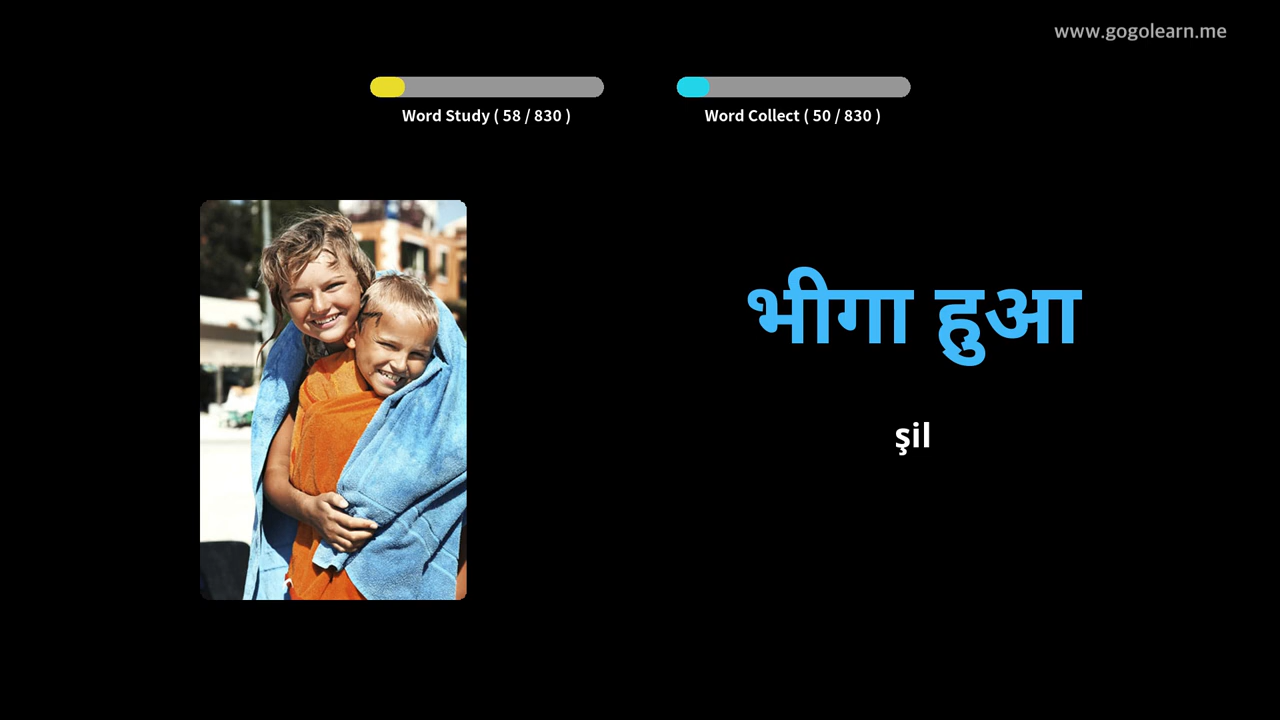 www.gogolearn.me
Word Study ( 58 / 830 )
Word Collect ( 50 / 830 )
भीगा हुआ
şil